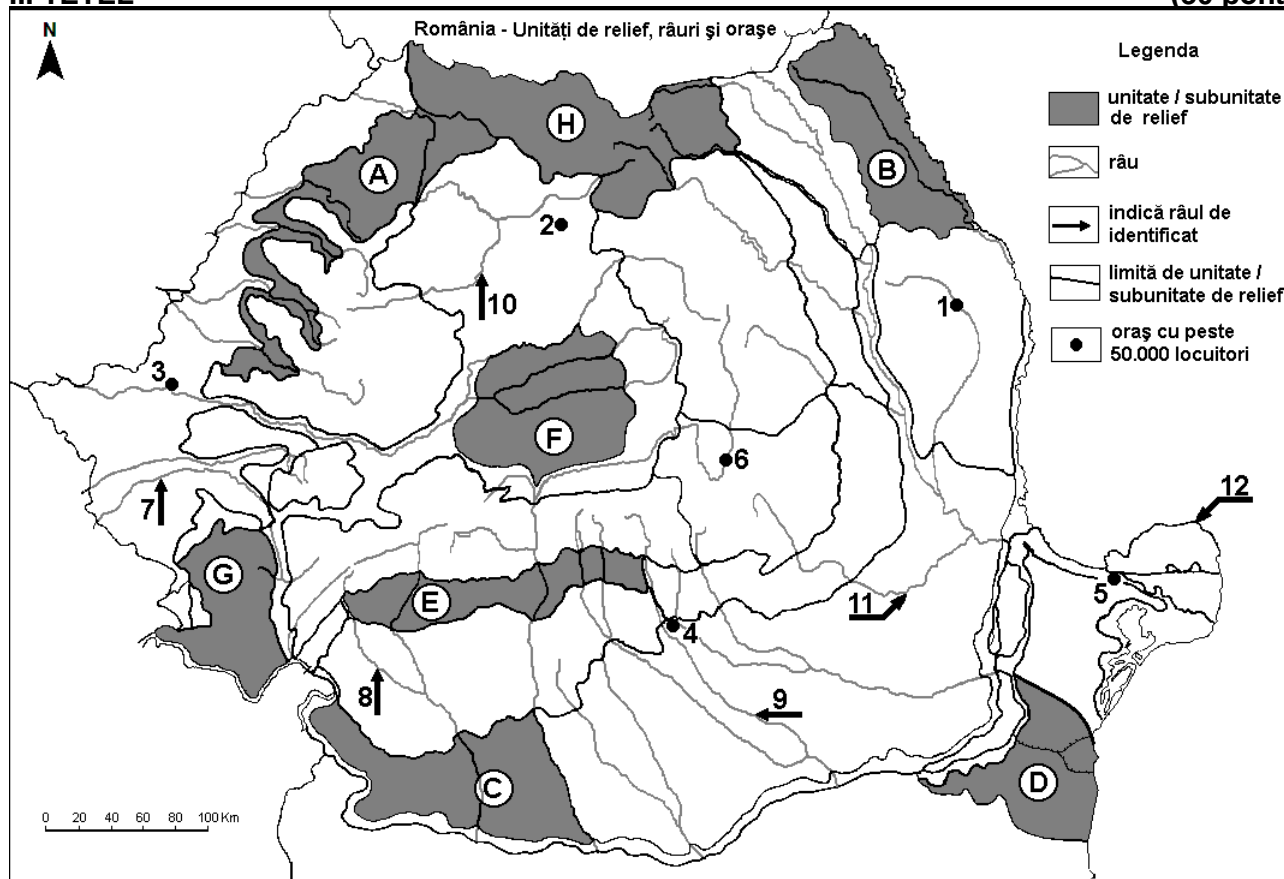 România - Unități de relief, râuri și orașe
N
Legenda
unitate / subunitate
de relief
râu
indică râul de
identificat
limită de unitate /
subunitate de relief
oraș cu peste
50.000 locuitori
H
A
B
2
10
1
3
F
6
12
7
G
E
5
11
4
8
9
C
D
0 20 40 60 80 100 Km